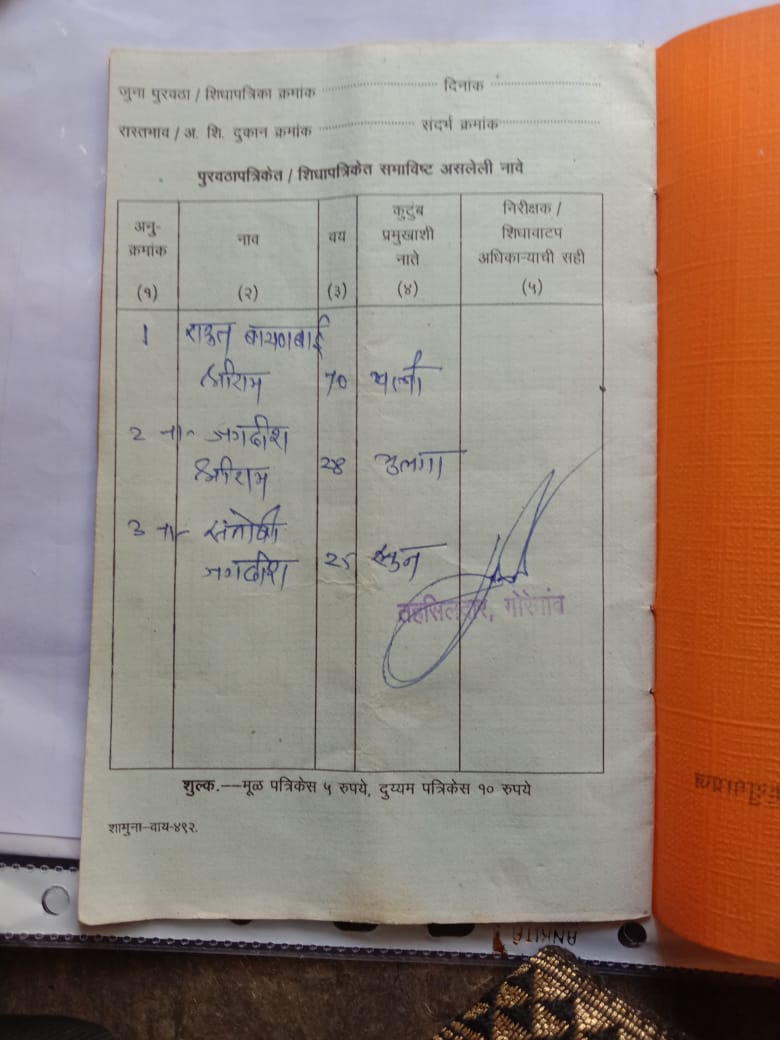 जुना पुरवठा / शिधापत्रिका क्रमांक ........................ दिनांक ........................
रास्तभाव / अ. शि. दुकान क्रमांक ........................ संदर्भ क्रमांक ........................
पुरवठापत्रिकेत / शिधापत्रिकेत समाविष्ट असलेली नावे
अनु-क्रमांक नाव वय कुटुंब प्रमुखाशी नाते निरीक्षक / शिधावाटप अधिकाऱ्याची सही
(१) (२) (३) (४) (५)
1 राऊत
श्रीराम 70 पत्नी
2 -"- जगदीश
श्रीराम 28 मुलगा
3 -"- संतोषी
जगदीश 25 सुन
तहसिलदार, गोरेगांव
शुल्क.--मूळ पत्रिकेस ५ रुपये, दुय्यम पत्रिकेस १० रुपये
शामुना-वाय-४९२.
ANKITA